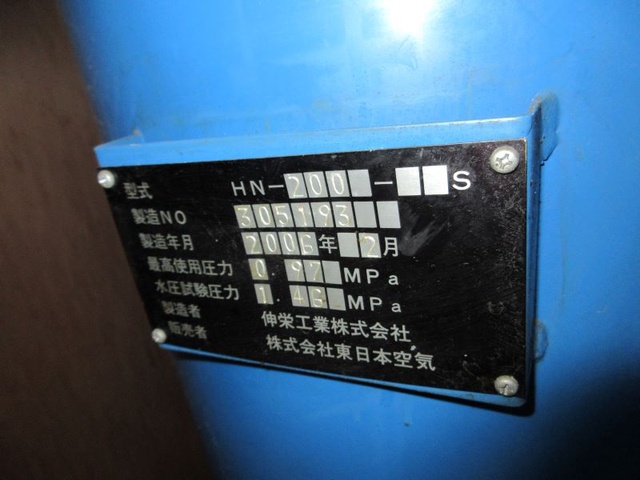 型式 HN-200 - S
製造NO 305193
製造年月 2006年 2月
最高使用圧力 0.97 MPa
水圧試験圧力 1.46 MPa
製造者 伸栄工業株式会社
販売者 株式会社東日本空気